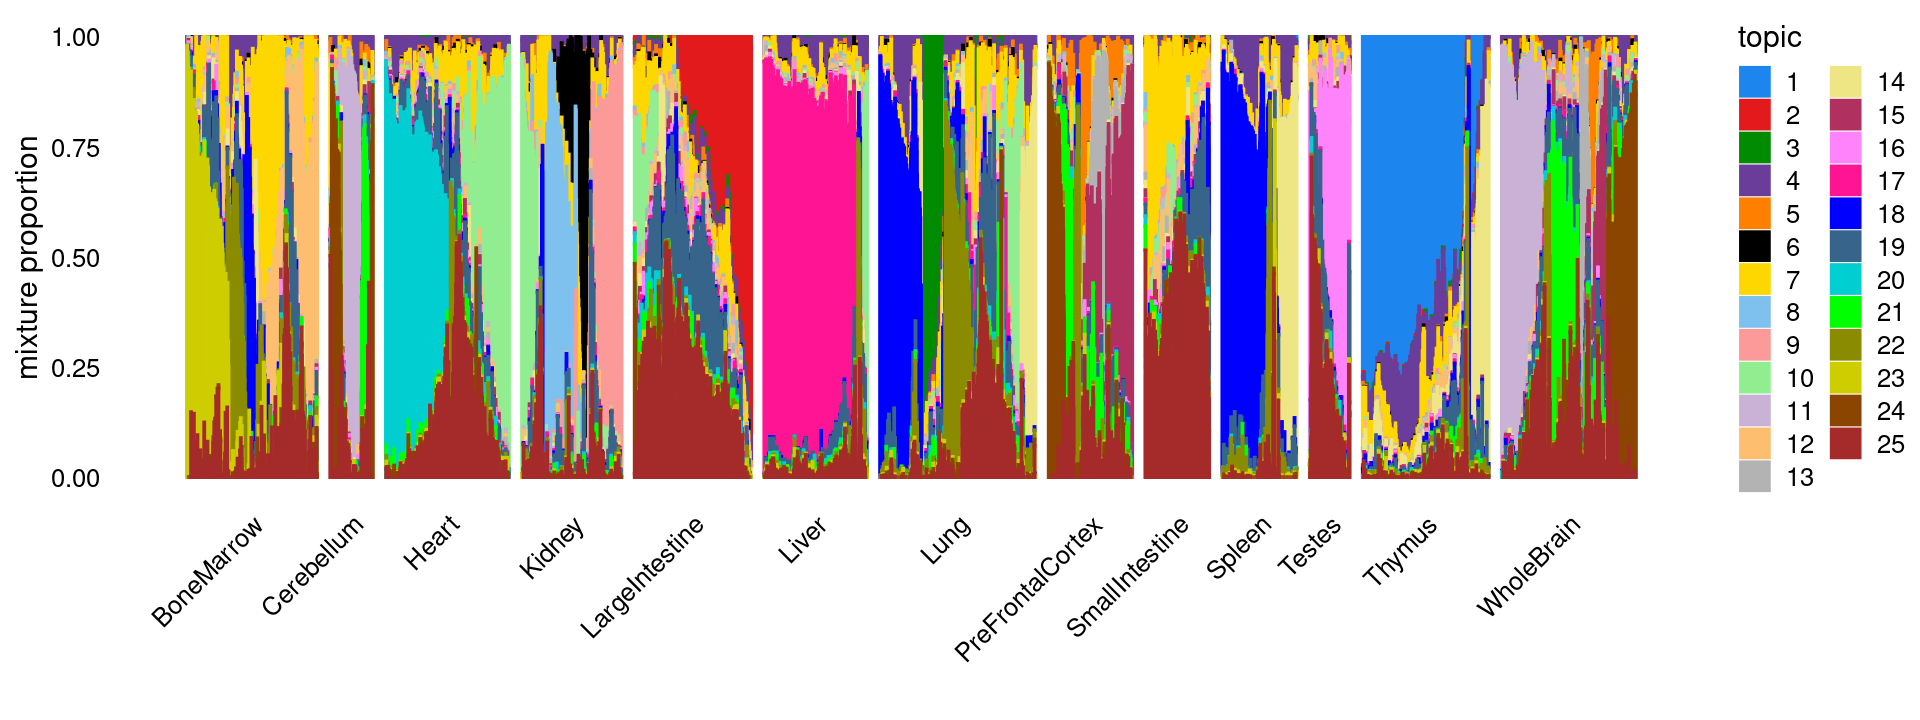 topic
1.00
0.75
0.50
0.25
0.00
mixture proportion
BoneMarrow
Cerebellum
Heart
Kidney
LargeIntestine
Liver
Lung
PreFrontalCortex
SmallIntestine
Spleen
Testes
Thymus
WholeBrain
1
2
3
4
5
6
7
8
9
10
11
12
13
14
15
16
17
18
19
20
21
22
23
24
25